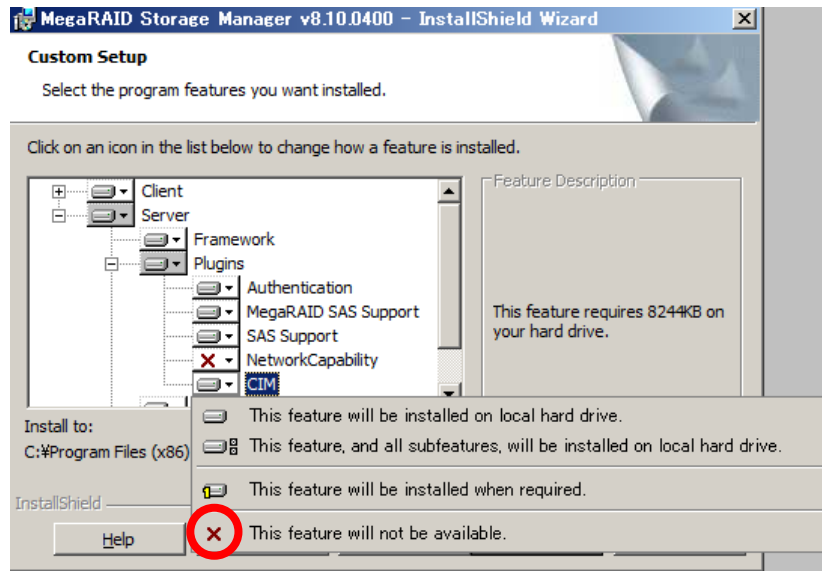 MegaRAID Storage Manager v8.10.0400 - InstallShield Wizard
Custom Setup
Select the program features you want installed.
Click on an icon in the list below to change how a feature is installed.
Client
Server
Framework
Plugins
Authentication
MegaRAID SAS Support
SAS Support
NetworkCapability
CIM
Feature Description
This feature requires 8244KB on
your hard drive.
This feature will be installed on local hard drive.
This feature, and all subfeatures, will be installed on local hard drive.
This feature will be installed when required.
This feature will not be available.
Install to:
C:¥Program Files (x86)
InstallShield
Help